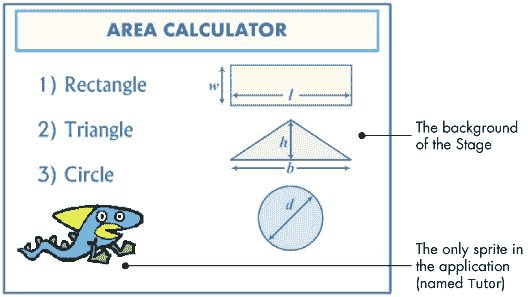 AREA CALCULATOR
1) Rectangle
w
l
2) Triangle
h
b
3) Circle
d
The background
of the Stage
The only sprite in
the application
(named Tutor)